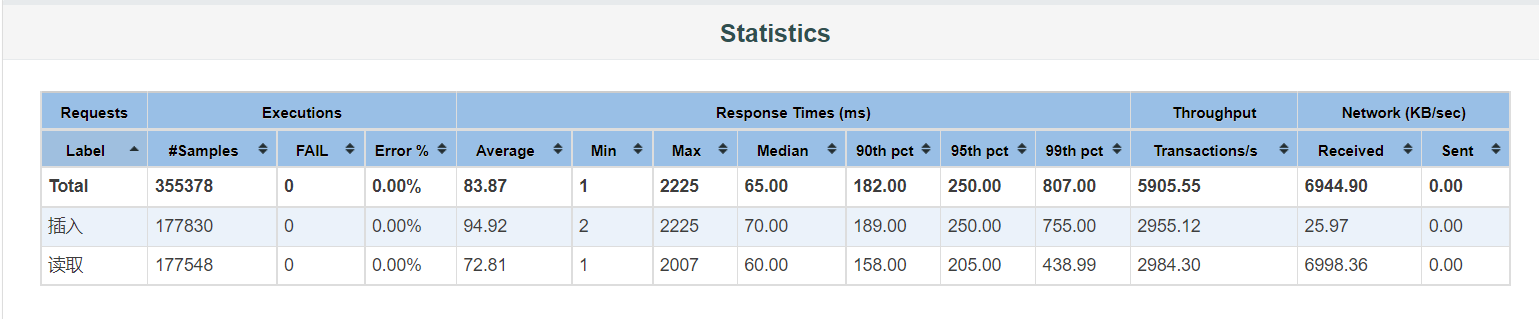 Statistics
Requests Executions Response Times (ms) Throughput Network (KB/sec)
Label #Samples FAIL Error % Average Min Max Median 90th pct 95th pct 99th pct Transactions/s Received Sent
Total 355378 0 0.00% 83.87 1 2225 65.00 182.00 250.00 807.00 5905.55 6944.90 0.00
插入 177830 0 0.00% 94.92 2 2225 70.00 189.00 250.00 755.00 2955.12 25.97 0.00
读取 177548 0 0.00% 72.81 1 2007 60.00 158.00 205.00 438.99 2984.30 6998.36 0.00